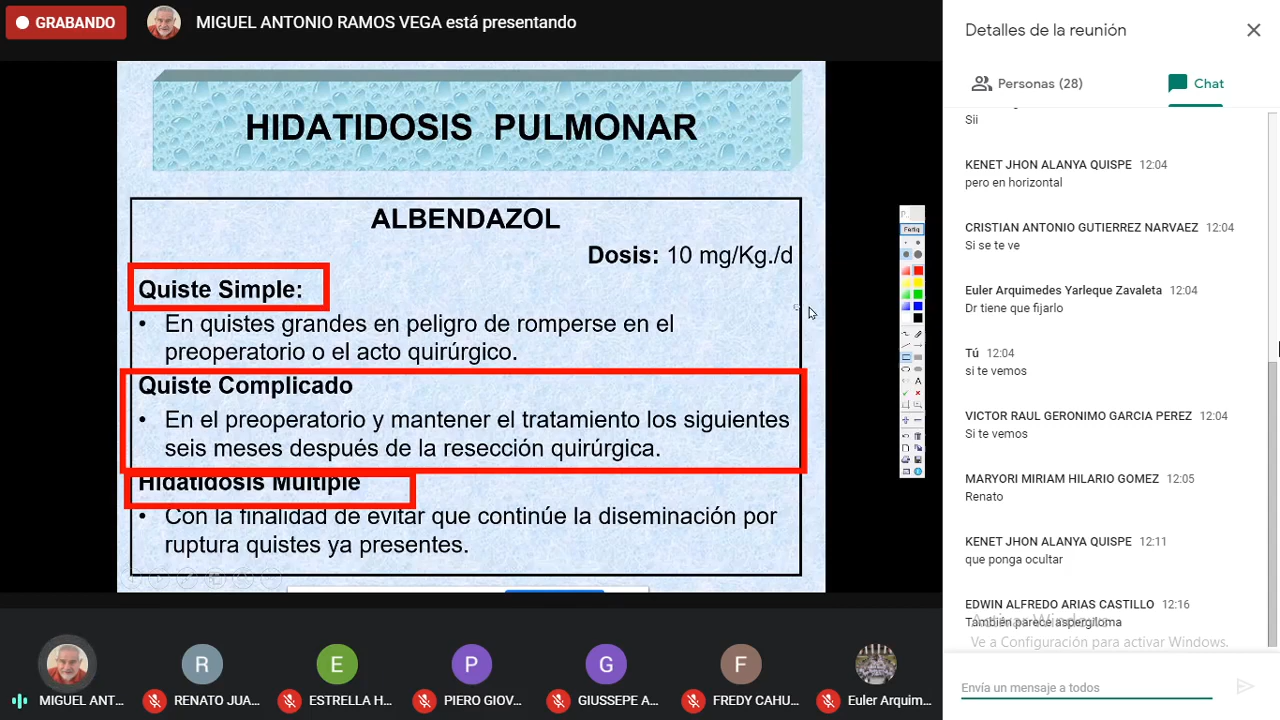 GRABANDO
MIGUEL ANTONIO RAMOS VEGA está presentando
HIDATIDOSIS PULMONAR
ALBENDAZOL
Dosis: 10 mg/Kg./d
Quiste Simple:
• En quistes grandes en peligro de romperse en el
preoperatorio o el acto quirúrgico.
Quiste Complicado
• En el preoperatorio y mantener el tratamiento los siguientes
seis meses después de la resección quirúrgica.
Hidatidosis Múltiple
• Con la finalidad de evitar que continúe la diseminación por
ruptura quistes ya presentes.
A
MIGUEL ANT...
R
RENATO JUA...
E
ESTRELLA H...
P
PIERO GIOV...
G
GIUSSEPE A...
F
FREDY CAHU...
Euler Arquim...
Detalles de la reunión
Personas (28)
Chat
Sii
KENET JHON ALANYA QUISPE 12:04
pero en horizontal
CRISTIAN ANTONIO GUTIERREZ NARVAEZ 12:04
Si se te ve
Euler Arquimedes Yarleque Zavaleta 12:04
Dr tiene que fijarlo
Tú 12:04
si te vemos
VICTOR RAUL GERONIMO GARCIA PEREZ 12:04
Si te vemos
MARYORI MIRIAM HILARIO GOMEZ 12:05
Renato
KENET JHON ALANYA QUISPE 12:11
que ponga ocultar
EDWIN ALFREDO ARIAS CASTILLO 12:16
También parece aspergiloma
Activar Windows
Ve a Configuración para activar Windows.
Envía un mensaje a todos